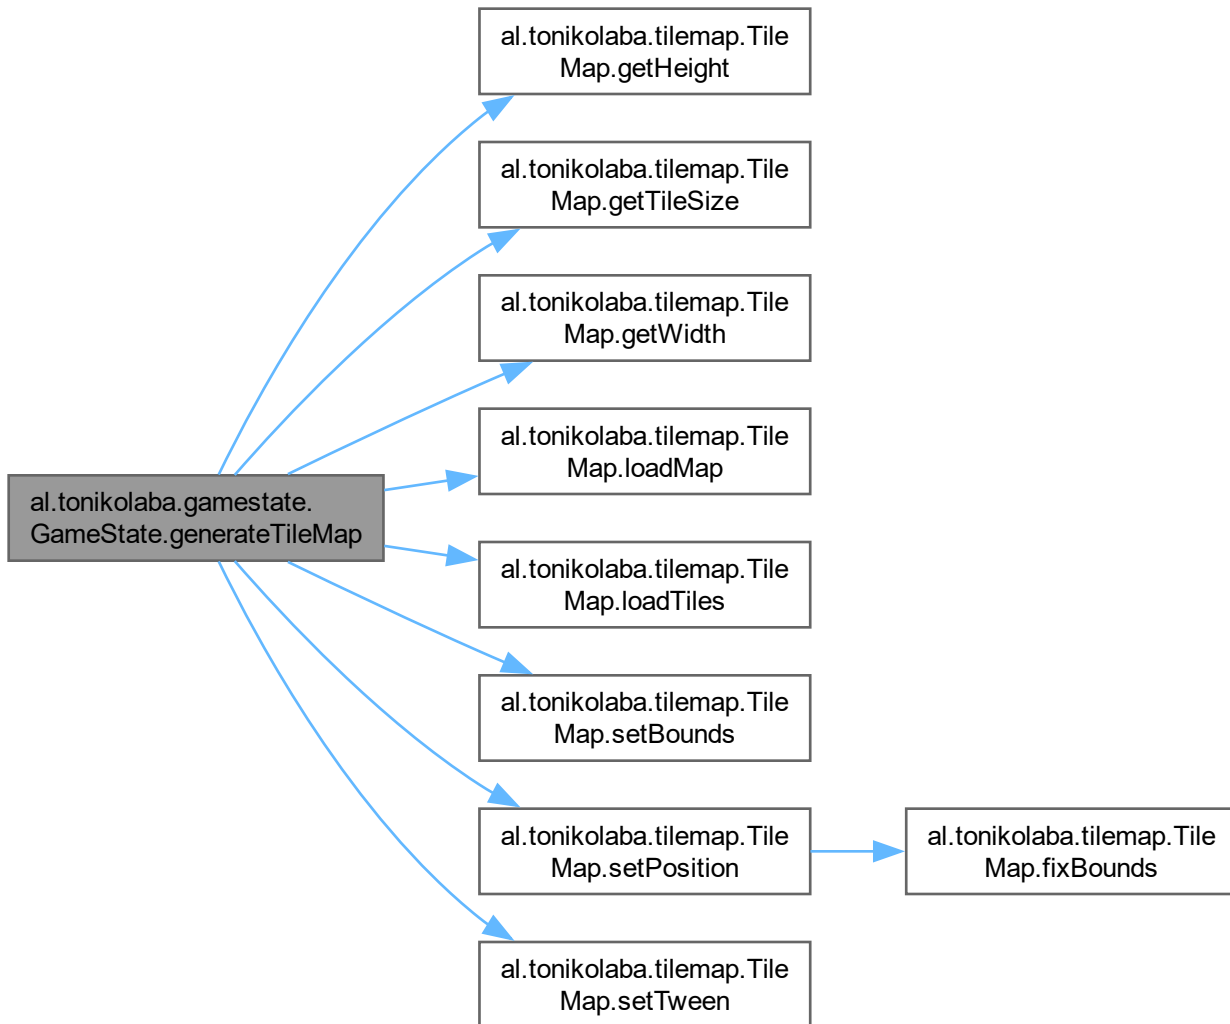 al.tonikolaba.tilemap.Tile
Map.getHeight
al.tonikolaba.tilemap.Tile
Map.getTileSize
al.tonikolaba.tilemap.Tile
Map.getWidth
al.tonikolaba.tilemap.Tile
Map.loadMap
al.tonikolaba.gamestate.
GameState.generateTileMap
al.tonikolaba.tilemap.Tile
Map.loadTiles
al.tonikolaba.tilemap.Tile
Map.setBounds
al.tonikolaba.tilemap.Tile
Map.setPosition
al.tonikolaba.tilemap.Tile
Map.fixBounds
al.tonikolaba.tilemap.Tile
Map.setTween